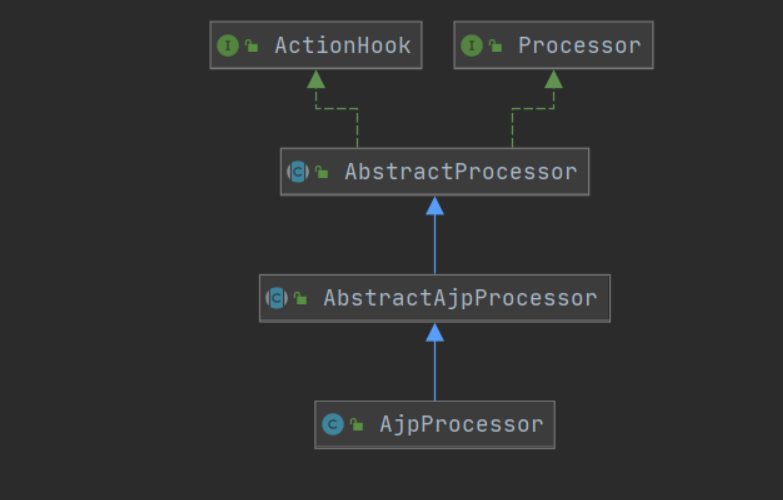 ActionHook
Processor
AbstractProcessor
AbstractAjpProcessor
AjpProcessor